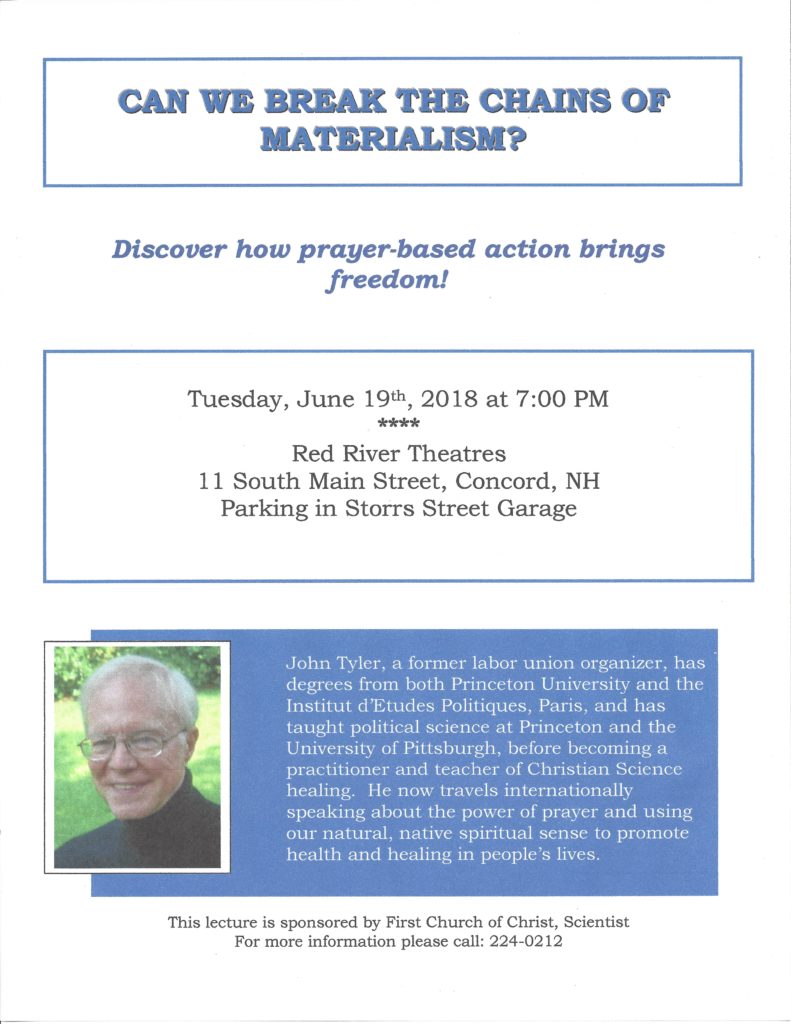 CAN WE BREAK THE CHAINS OF
MATERIALISM?
Discover how prayer-based action brings
freedom!
Tuesday, June 19th, 2018 at 7:00 PM
****
Red River Theatres
11 South Main Street, Concord, NH
Parking in Storrs Street Garage
John Tyler, a former labor union organizer, has
degrees from both Princeton University and the
Institut d'Etudes Politiques, Paris, and has
taught political science at Princeton and the
University of Pittsburgh, before becoming a
practitioner and teacher of Christian Science
healing.  He now travels internationally
speaking about the power of prayer and using
our natural, native spiritual sense to promote
health and healing in people's lives.
This lecture is sponsored by First Church of Christ, Scientist
For more information please call: 224-0212